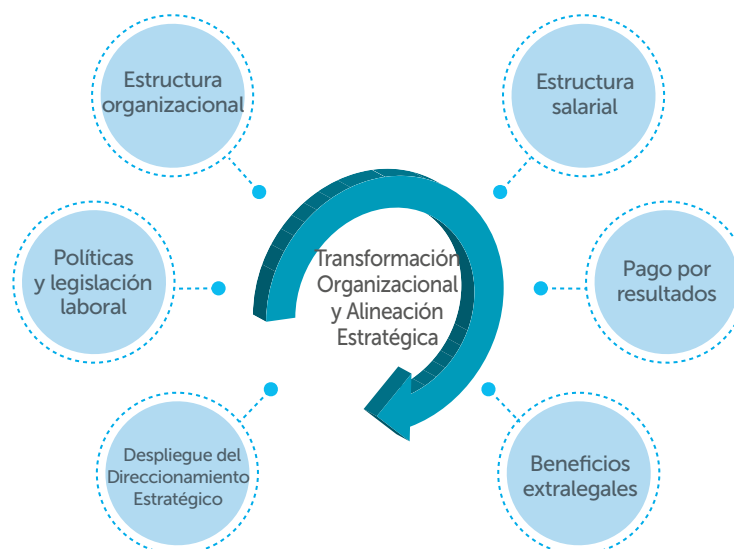 Estructura
organizacional
Estructura
salarial
Políticas
y legislación
laboral
Transformación
Organizacional
y Alineación
Estratégica
Pago por
resultados
Despliegue del
Direccionamiento
Estratégico
Beneficios
extralegales